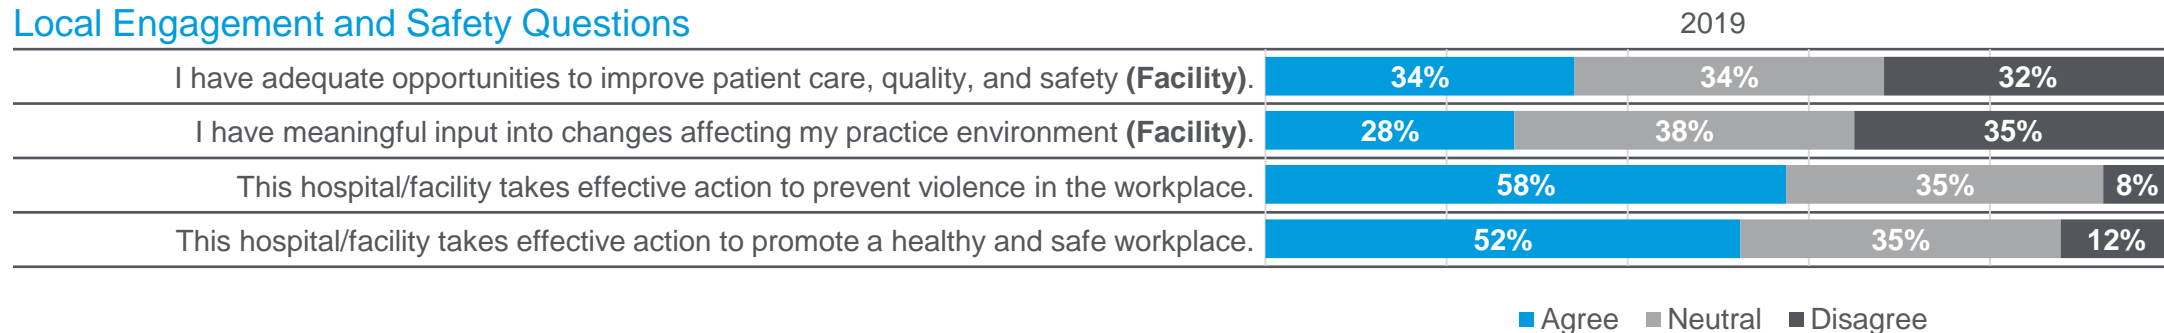 Local Engagement and Safety Questions 2019
I have adequate opportunities to improve patient care, quality, and safety (Facility). 34% 34% 32%
I have meaningful input into changes affecting my practice environment (Facility). 28% 38% 35%
This hospital/facility takes effective action to prevent violence in the workplace. 58% 35% 8%
This hospital/facility takes effective action to promote a healthy and safe workplace. 52% 35% 12%
Agree Neutral Disagree